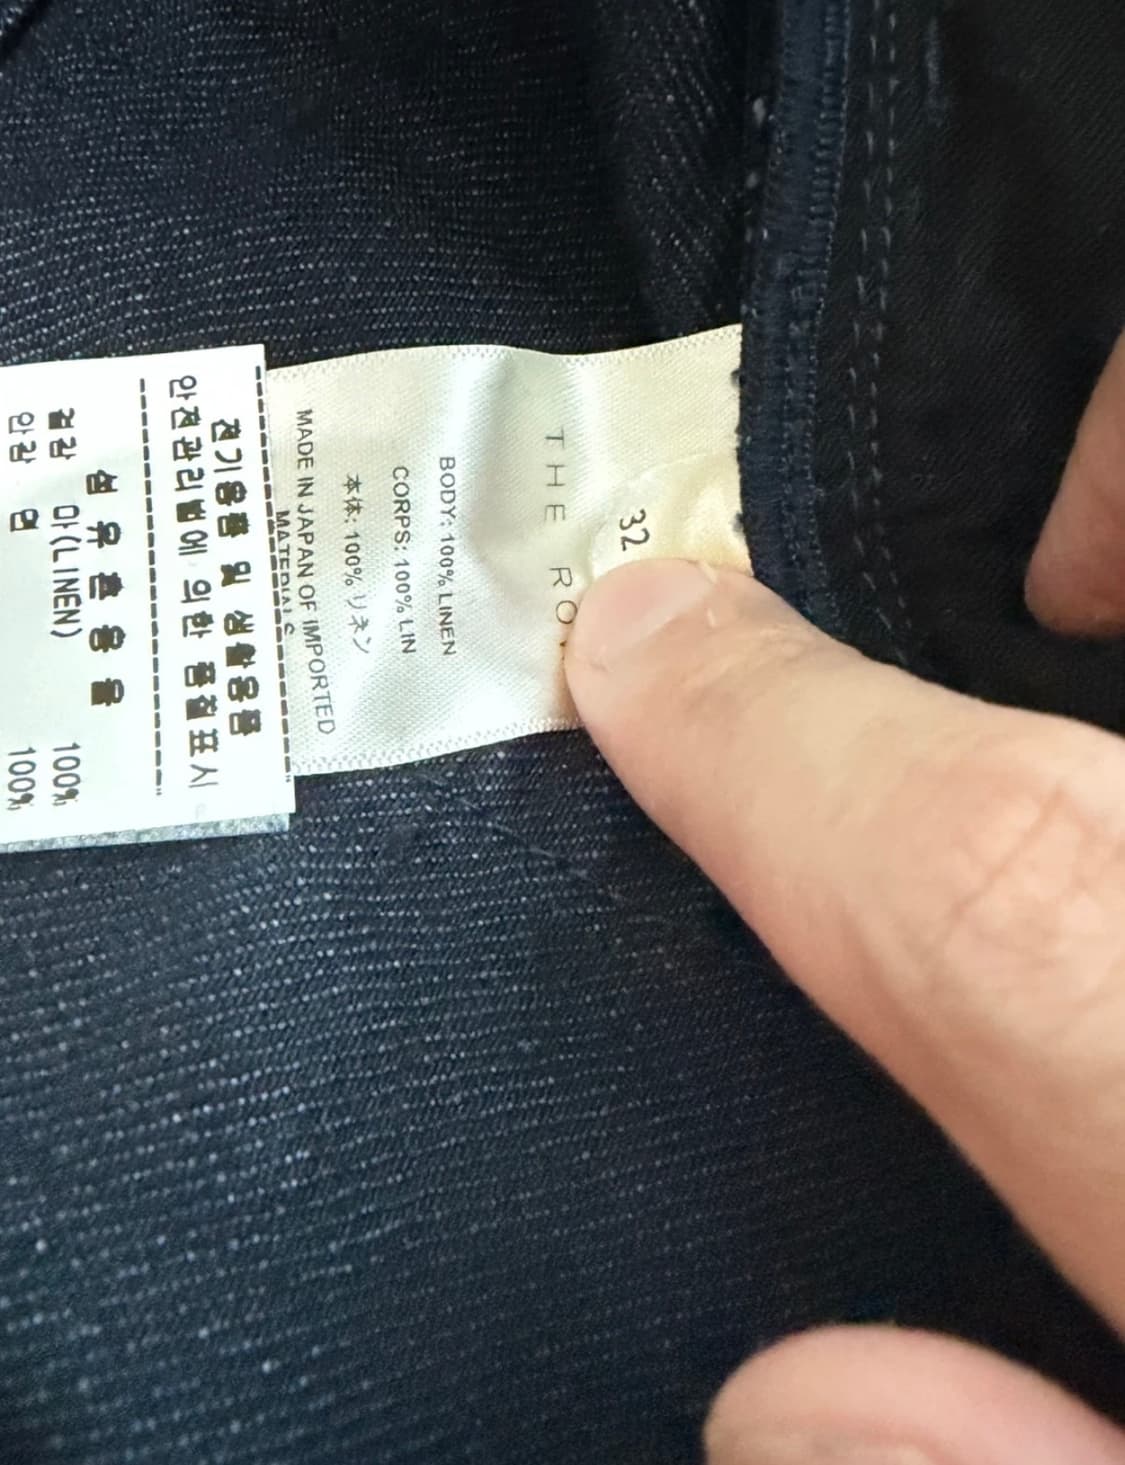 32
THE RO
BODY: 100% LINEN
CORPS: 100% LIN
本体: 100% リネン
MADE IN JAPAN OF IMPORTED
MATERIALS
전기용품 및 생활용품
안전관리법에 의한 품질표시
섬유혼용율
겉감 마(LINEN) 100%
안감 면 100%